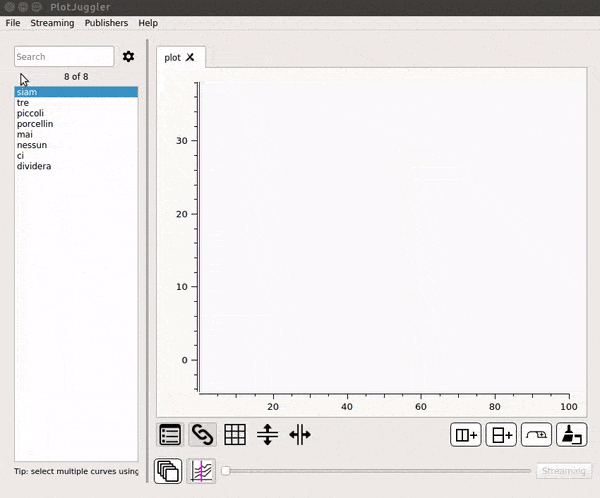 PlotJuggler
File Streaming Publishers Help
Search
8 of 8
siam
tre
piccoli
porcellin
mai
nessun
ci
dividera
Tip: select multiple curves using
plot
30
20
10
0
20 40 60 80 100
Streaming